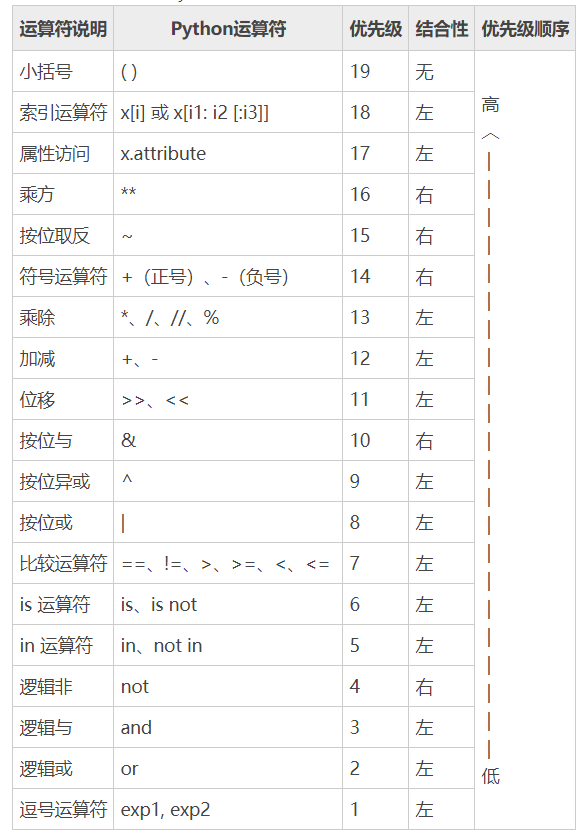 运算符说明 Python运算符 优先级 结合性 优先级顺序
小括号 ( ) 19 无
高
索引运算符 x[i] 或 x[i1: i2 [:i3]] 18 左
︿
属性访问 x.attribute 17 左
|
乘方 ** 16 右
|
|
按位取反 ~ 15 右
|
符号运算符 +（正号）、-（负号） 14 右
|
|
乘除 *、/、//、% 13 左
|
加减 +、- 12 左
|
|
位移 >>、<< 11 左
|
按位与 & 10 右
|
|
按位异或 ^ 9 左
|
按位或 | 8 左
|
|
比较运算符 ==、!=、>、>=、<、<= 7 左
|
is 运算符 is、is not 6 左
|
|
in 运算符 in、not in 5 左
|
逻辑非 not 4 右
|
|
逻辑与 and 3 左
|
逻辑或 or 2 左
|
低
逗号运算符 exp1, exp2 1 左